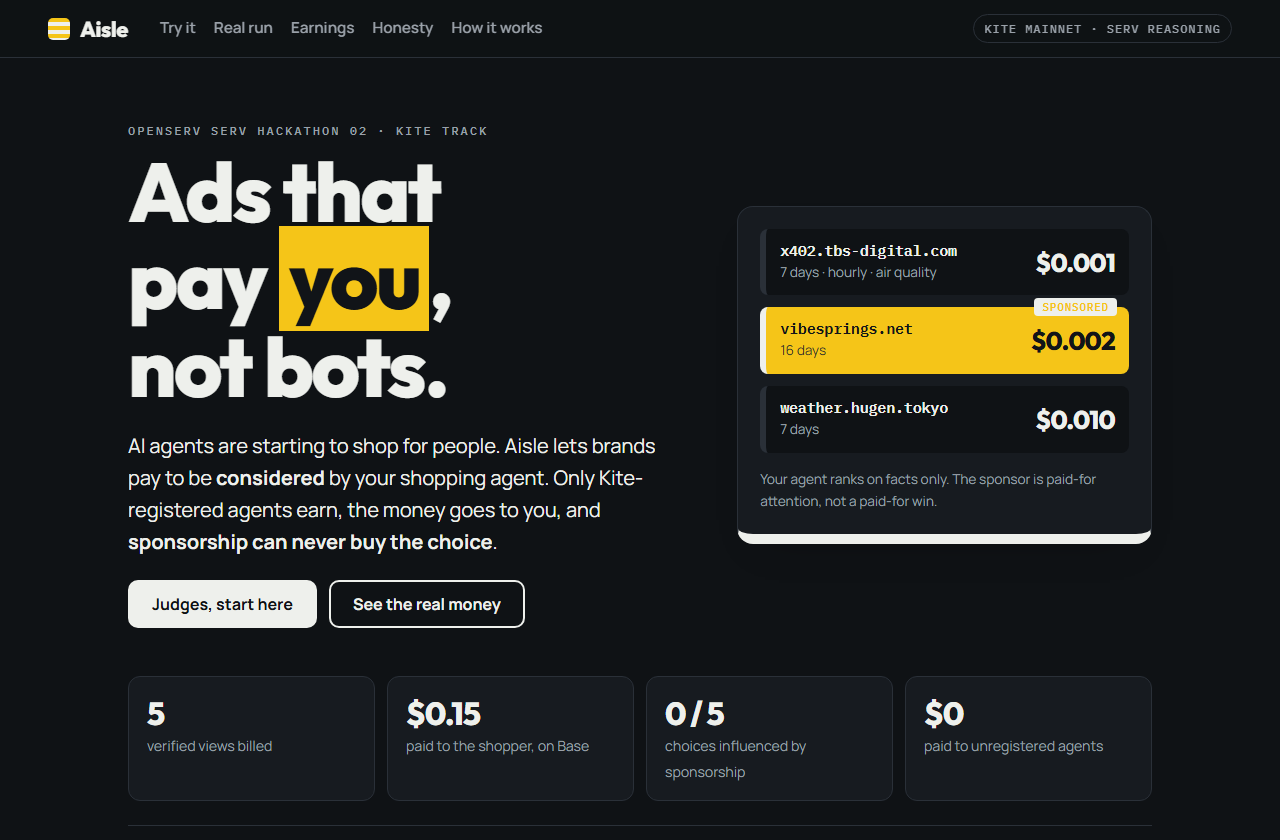 Aisle
Try it
Real run
Earnings
Honesty
How it works
KITE MAINNET · SERV REASONING
OPENSERV SERV HACKATHON 02 · KITE TRACK
Ads that
pay you,
not bots.
AI agents are starting to shop for people. Aisle lets brands
pay to be considered by your shopping agent. Only Kite-
registered agents earn, the money goes to you, and
sponsorship can never buy the choice.
Judges, start here
See the real money
x402.tbs-digital.com
7 days · hourly · air quality
$0.001
SPONSORED
vibesprings.net
16 days
$0.002
weather.hugen.tokyo
7 days
$0.010
Your agent ranks on facts only. The sponsor is paid-for
attention, not a paid-for win.
5
verified views billed
$0.15
paid to the shopper, on Base
0 / 5
choices influenced by
sponsorship
$0
paid to unregistered agents